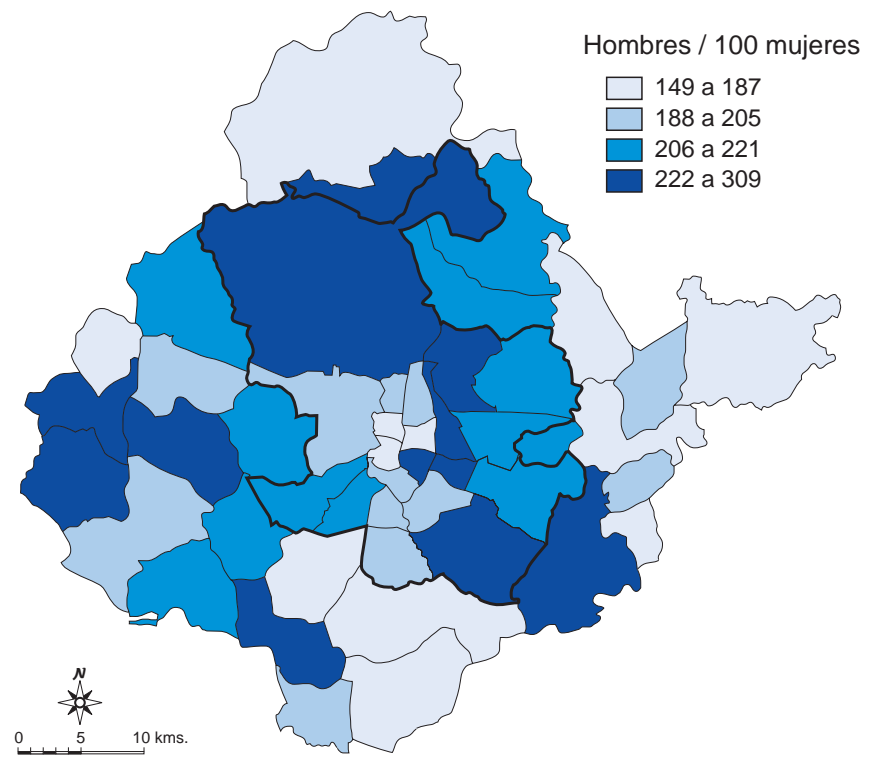 Hombres / 100 mujeres
149 a 187
188 a 205
206 a 221
222 a 309
N
0 5 10 kms.